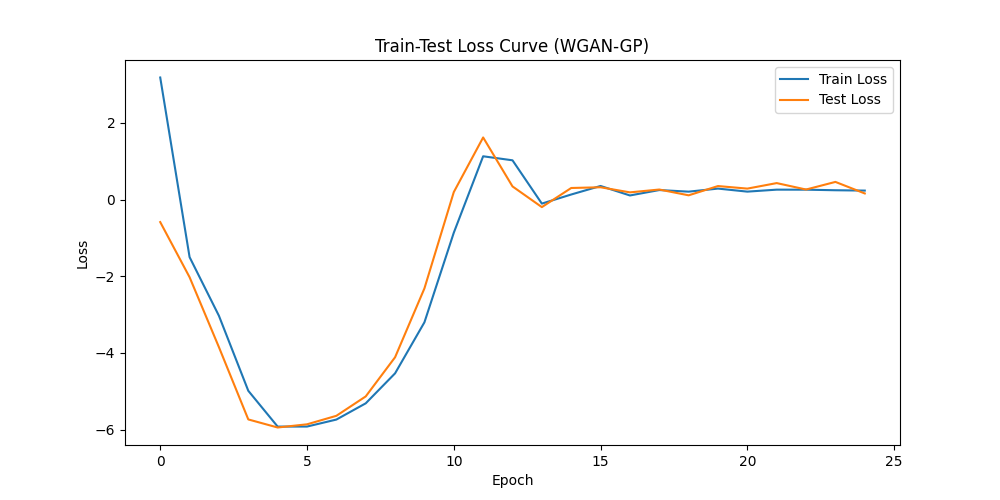 Train-Test Loss Curve (WGAN-GP)
Train Loss
Test Loss
Loss
2
0
−2
−4
−6
0
5
10
15
20
25
Epoch